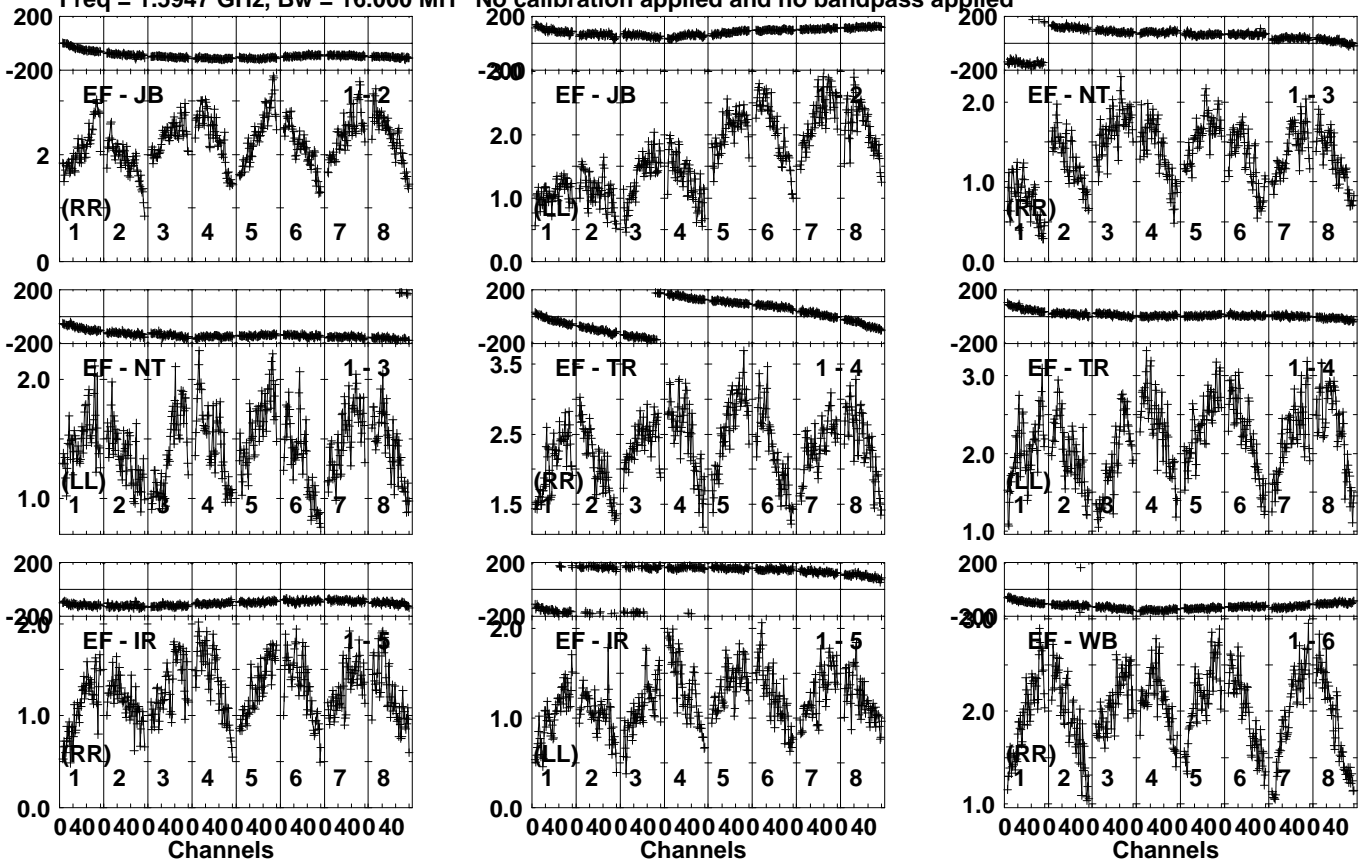 Freq = 1.5947 GHz, Bw = 16.000 MH No calibration applied and no bandpass applied
200 200 200
-200 -200 -200
3.0
EF - JB 1 - 2 EF - JB 1 - 2 EF - NT 1 - 3
2 2.0 2.0
1.0 1.0
(RR) (LL) (RR)
1 2 3 4 5 6 7 8 1 2 3 4 5 6 7 8 1 2 3 4 5 6 7 8
0 0.0 0.0
200 200 200
-200 -200 -200
EF - NT 1 - 3 EF - TR 1 - 4 EF - TR 1 - 4
2.0 3.5 3.0
2.5 2.0
(LL) (RR) (LL)
1.0 1.5 1.0
1 2 3 4 5 6 7 8 1 2 3 4 5 6 7 8 1 2 3 4 5 6 7 8
200 200 200
-200 -200 -200
2.0 2.0 3.0
EF - IR 1 - 5 EF - IR 1 - 5 EF - WB 1 - 6
1.0 1.0 2.0
(RR) (LL) (RR)
1 2 3 4 5 6 7 8 1 2 3 4 5 6 7 8 1 2 3 4 5 6 7 8
0.0 0.0 1.0
0 40 0 40 0 40 0 40 0 40 0 40 0 40 0 40 0 40 0 40 0 40 0 40 0 40 0 40 0 40 0 40 0 40 0 40 0 40 0 40 0 40 0 40 0 40 0 40
Channels Channels Channels